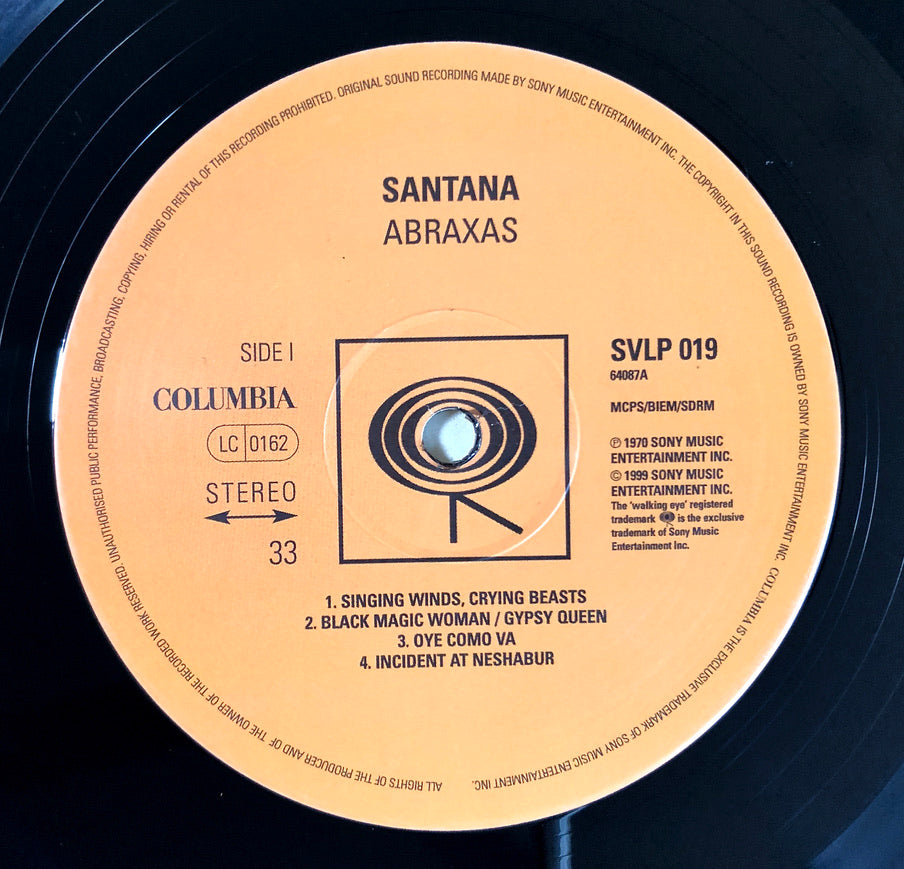 SANTANA
ABRAXAS
SIDE I
COLUMBIA
LC 0162
STEREO
33
SVLP 019
64087A
MCPS/BIEM/SDRM
℗ 1970 SONY MUSIC
ENTERTAINMENT INC.
© 1999 SONY MUSIC
ENTERTAINMENT INC.
The 'walking eye' registered
trademark is the exclusive
trademark of Sony Music
Entertainment Inc.
1. SINGING WINDS, CRYING BEASTS
2. BLACK MAGIC WOMAN / GYPSY QUEEN
3. OYE COMO VA
4. INCIDENT AT NESHABUR
ALL RIGHTS OF THE PRODUCER AND OF THE OWNER OF THE RECORDED WORK RESERVED. UNAUTHORISED PUBLIC PERFORMANCE, BROADCASTING, COPYING, HIRING OR RENTAL OF THIS RECORDING PROHIBITED. ORIGINAL SOUND RECORDING MADE BY SONY MUSIC ENTERTAINMENT INC. THE COPYRIGHT IN THIS SOUND RECORDING IS OWNED BY SONY MUSIC ENTERTAINMENT INC. COLUMBIA IS THE EXCLUSIVE TRADEMARK OF SONY MUSIC ENTERTAINMENT INC.